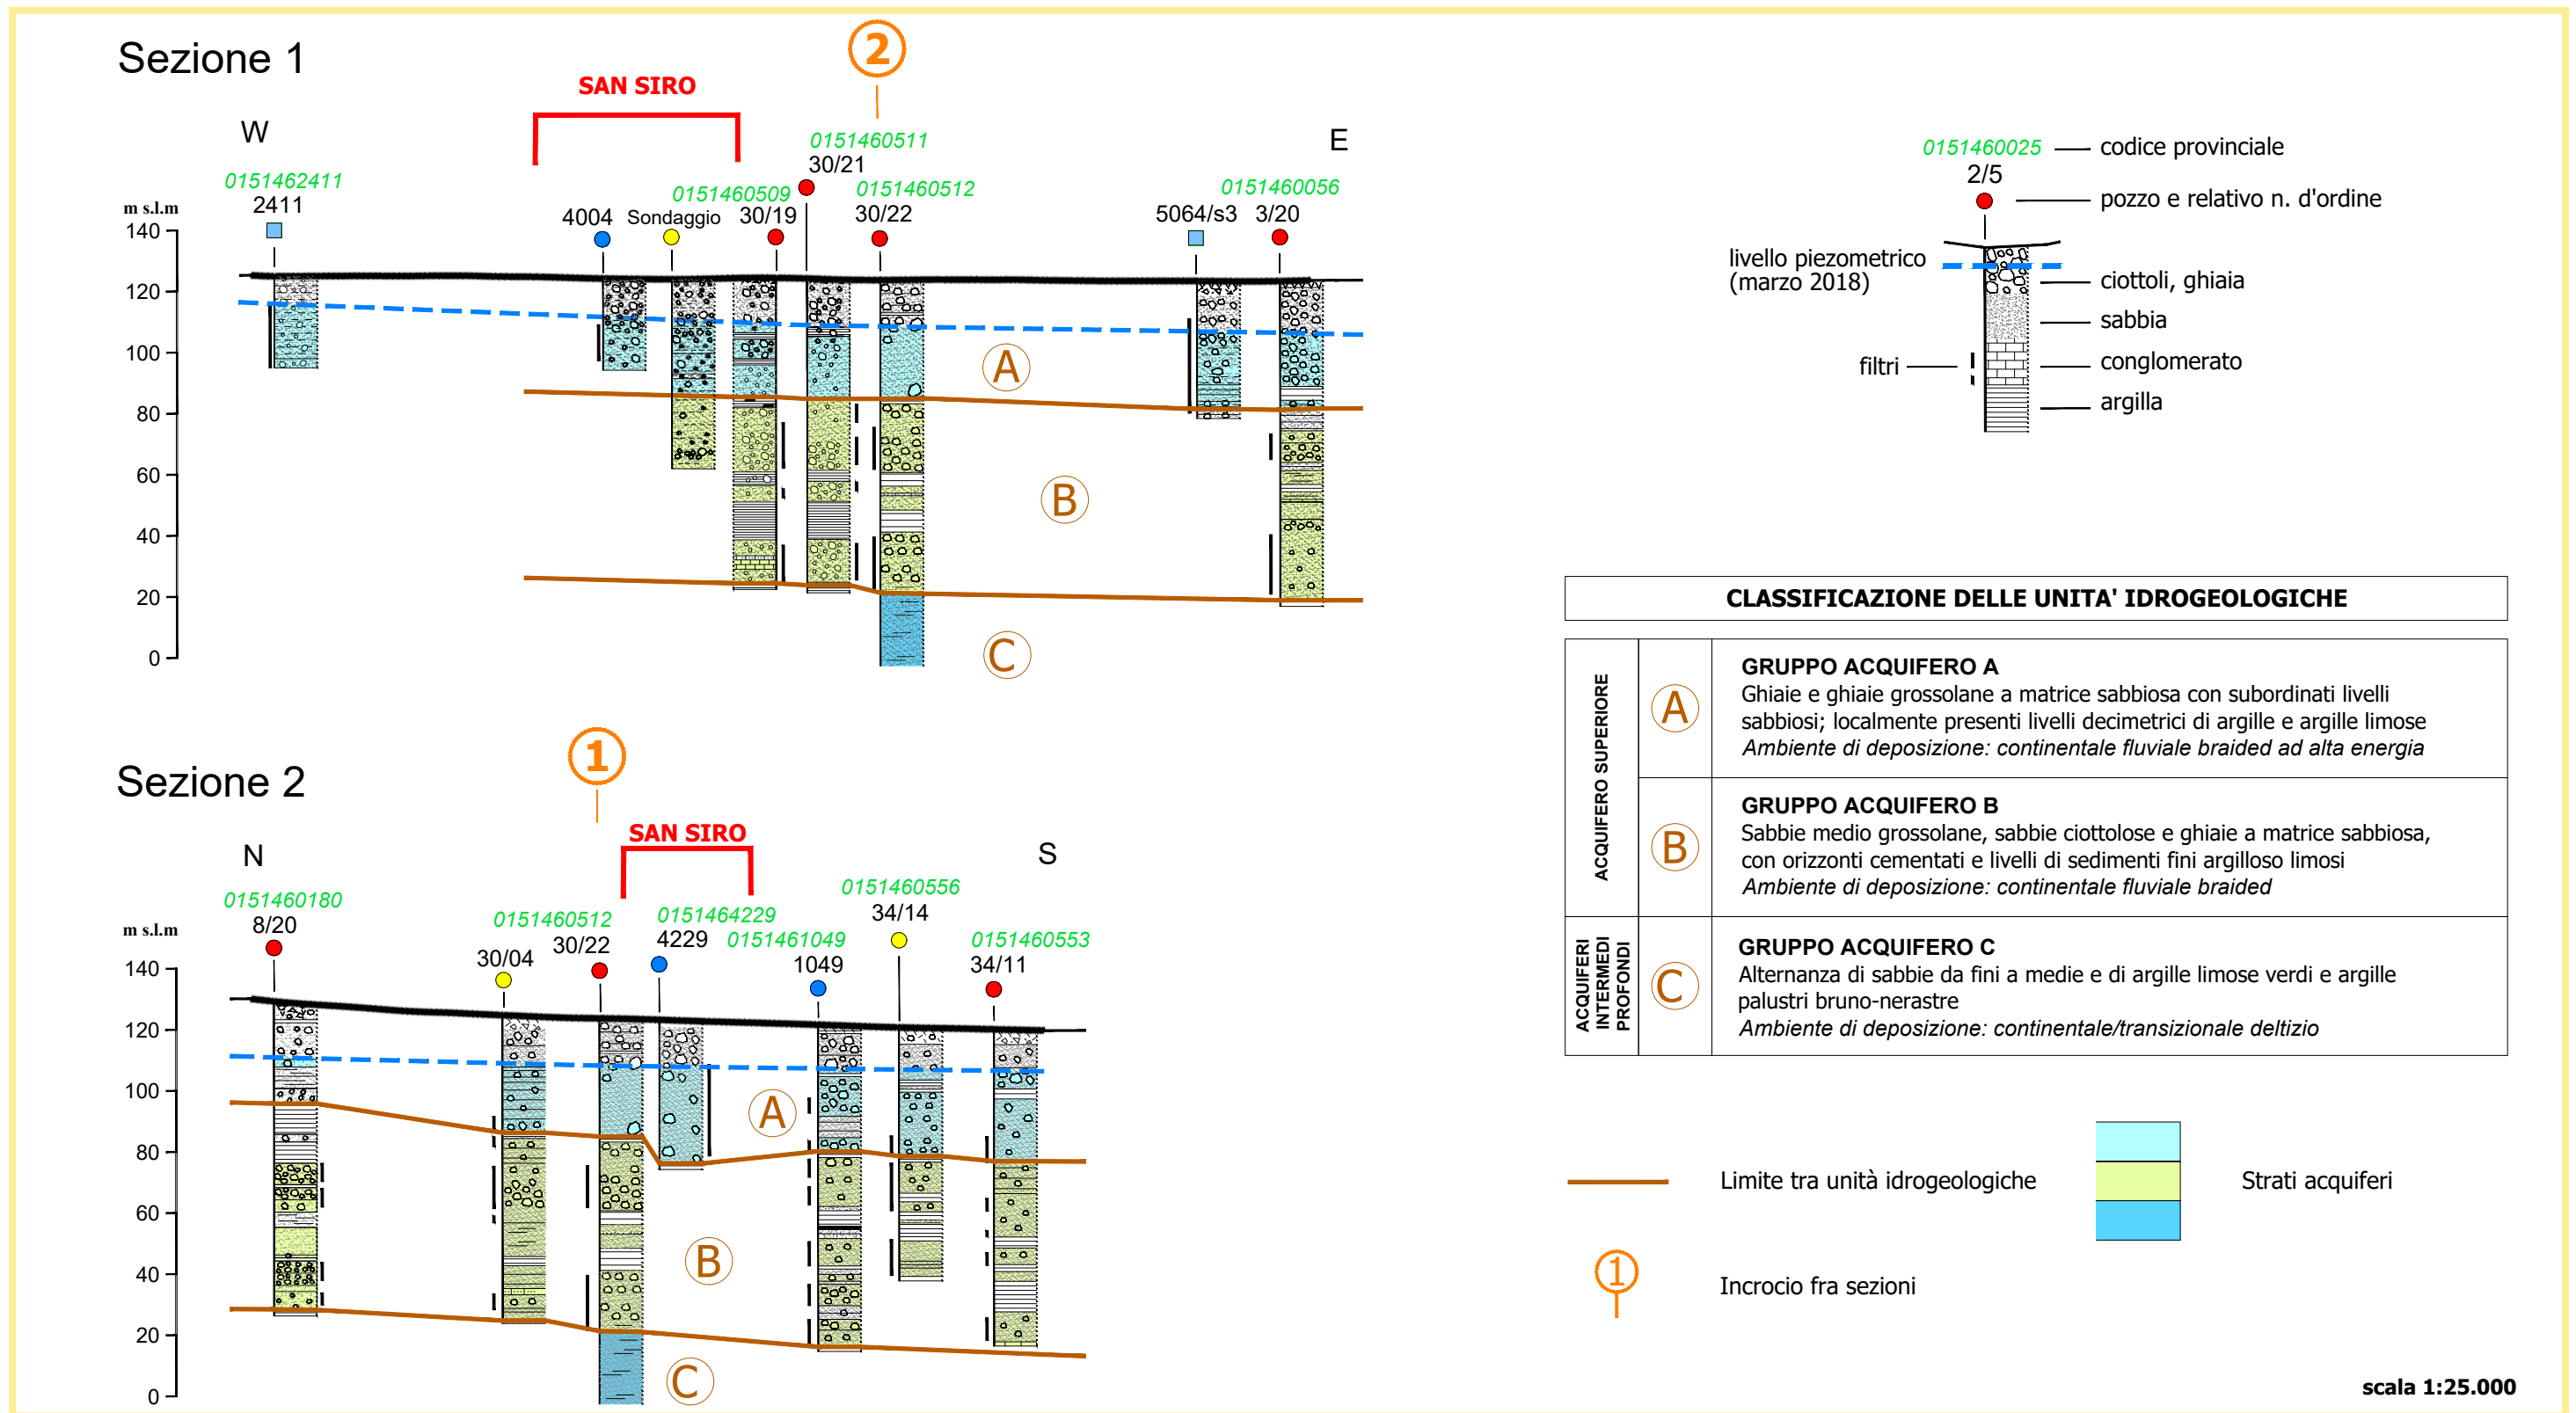 Sezione 1
2
SAN SIRO
W
E
0151460511
30/21
0151462411
2411
0151460509
0151460512
0151460056
4004
Sondaggio
30/19
30/22
5064/s3
3/20
m s.l.m
140
120
100
80
60
40
20
0
A
B
C
0151460025
codice provinciale
2/5
pozzo e relativo n. d'ordine
livello piezometrico
(marzo 2018)
ciottoli, ghiaia
sabbia
filtri
conglomerato
argilla
Sezione 2
1
SAN SIRO
N
S
0151460180
8/20
0151460512
30/22
30/04
0151464229
4229
0151461049
1049
0151460556
34/14
0151460553
34/11
m s.l.m
140
120
100
80
60
40
20
0
A
B
C
CLASSIFICAZIONE DELLE UNITA' IDROGEOLOGICHE
ACQUIFERO SUPERIORE
A
GRUPPO ACQUIFERO A
Ghiaie e ghiaie grossolane a matrice sabbiosa con subordinati livelli
sabbiosi; localmente presenti livelli decimetrici di argille e argille limose
Ambiente di deposizione: continentale fluviale braided ad alta energia
B
GRUPPO ACQUIFERO B
Sabbie medio grossolane, sabbie ciottolose e ghiaie a matrice sabbiosa,
con orizzonti cementati e livelli di sedimenti fini argilloso limosi
Ambiente di deposizione: continentale fluviale braided
ACQUIFERI
INTERMEDI
PROFONDI
C
GRUPPO ACQUIFERO C
Alternanza di sabbie da fini a medie e di argille limose verdi e argille
palustri bruno-nerastre
Ambiente di deposizione: continentale/transizionale deltizio
Limite tra unità idrogeologiche
Strati acquiferi
1
Incrocio fra sezioni
scala 1:25.000